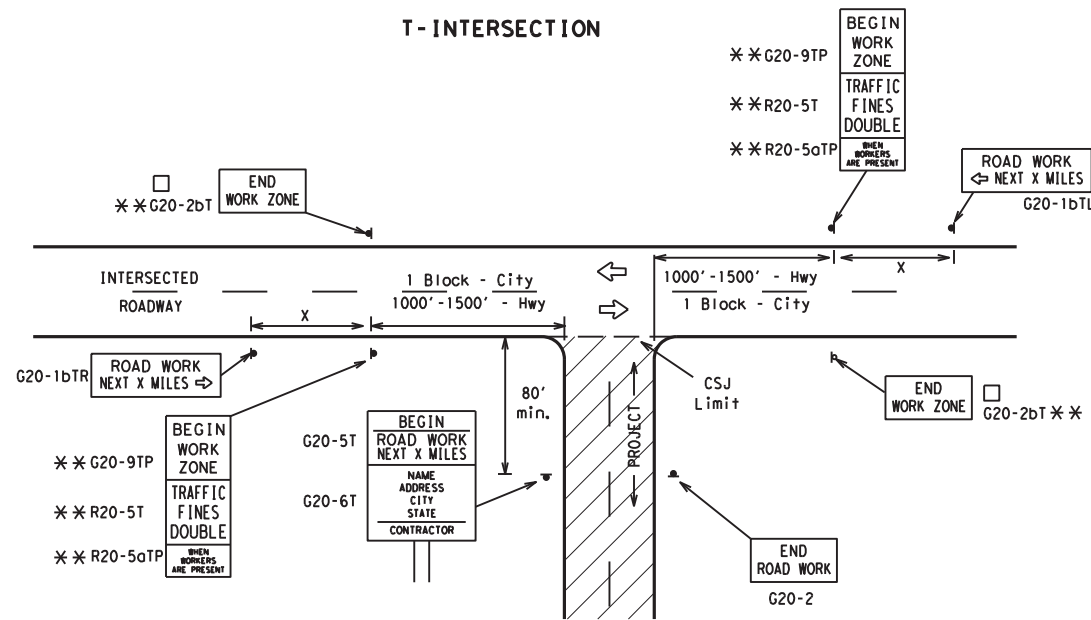 T-INTERSECTION
BEGIN
WORK
ZONE
TRAFFIC
FINES
DOUBLE
WHEN
WORKERS
ARE PRESENT
* * G20-9TP
* * R20-5T
* * R20-5aTP
ROAD WORK
⇦ NEXT X MILES
G20-1bTL
END
WORK ZONE
□
* * G20-2bT
INTERSECTED
ROADWAY
1 Block - City
1000'-1500' - Hwy
1000'-1500' - Hwy
1 Block - City
X
X
G20-1bTR
ROAD WORK
NEXT X MILES ⇨
80'
min.
CSJ
Limit
PROJECT
END
WORK ZONE
□
G20-2bT * *
BEGIN
WORK
ZONE
TRAFFIC
FINES
DOUBLE
WHEN
WORKERS
ARE PRESENT
* * G20-9TP
* * R20-5T
* * R20-5aTP
G20-5T
BEGIN
ROAD WORK
NEXT X MILES
G20-6T
NAME
ADDRESS
CITY
STATE
CONTRACTOR
END
ROAD WORK
G20-2